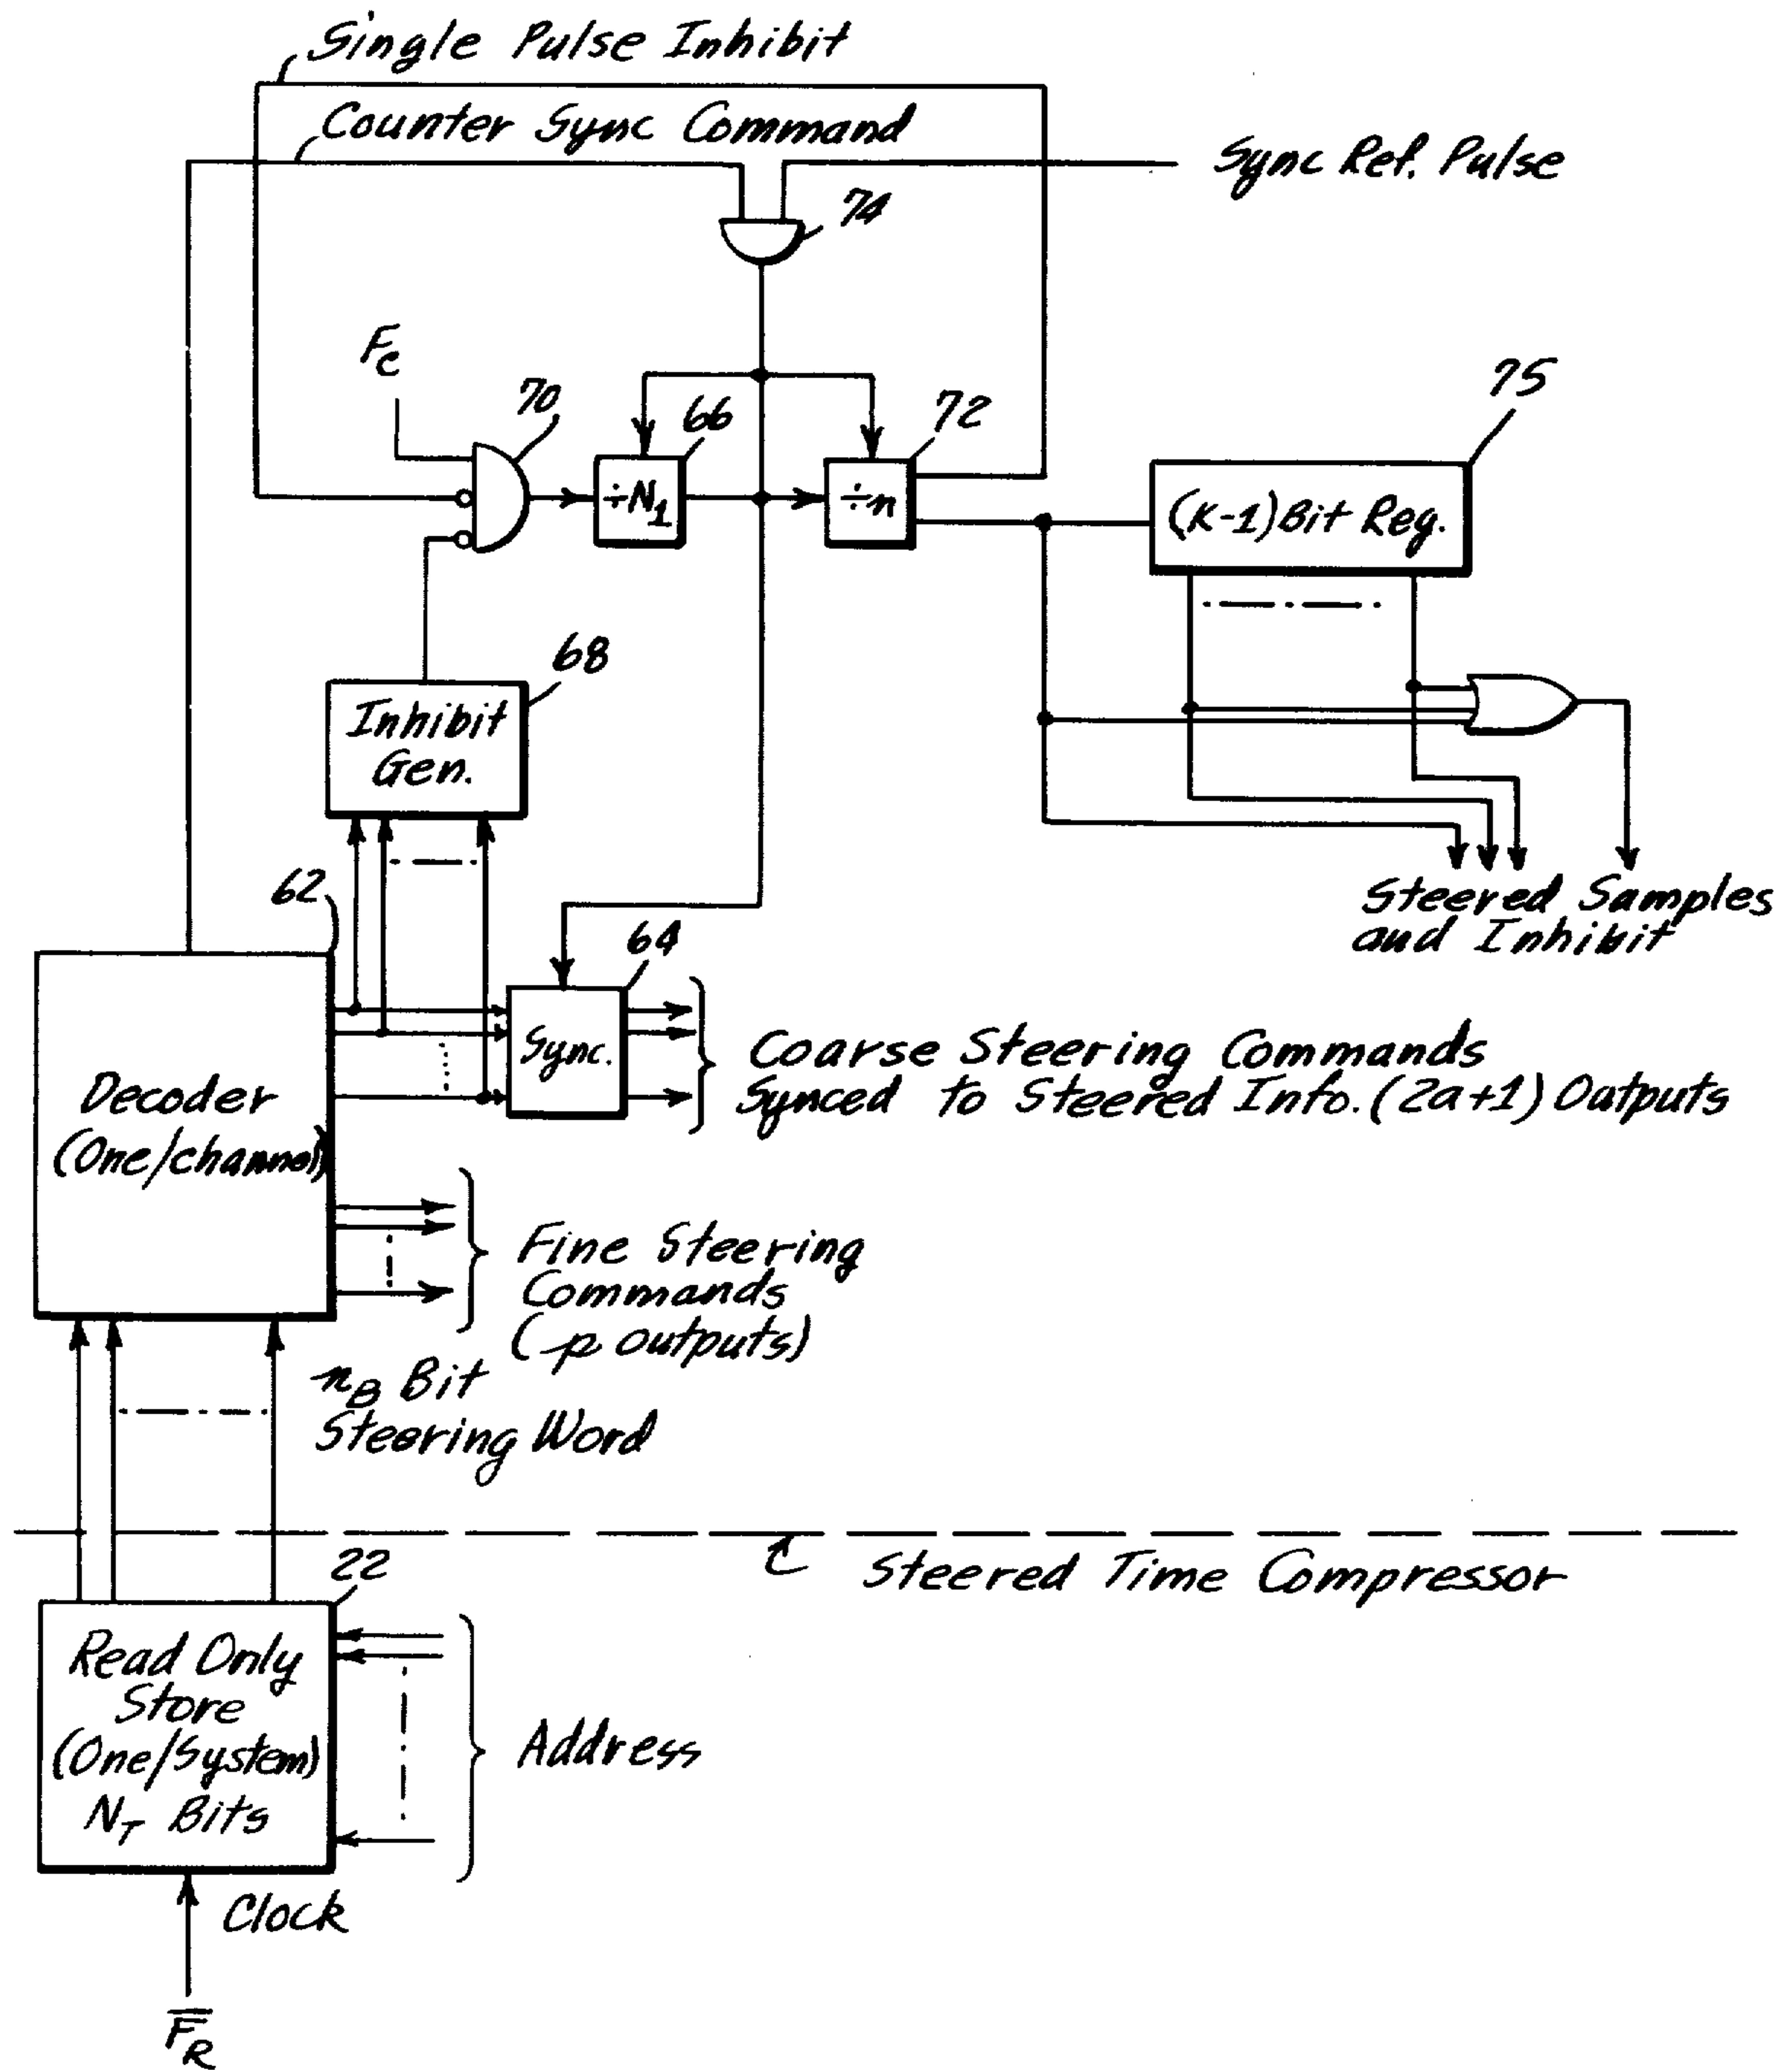 Single Pulse Inhibit
Counter Sync Command
Sync Ref. Pulse
74
Fc
70
66
72
75
÷N1
÷n
(K-1)Bit Reg.
68
Inhibit
Gen.
62
Steered Samples
and Inhibit
64
Sync.
Decoder
(One/channel)
Coarse Steering Commands
Synced to Steered Info. (2a+1) Outputs
Fine Steering
Commands
(p outputs)
nB Bit
Steering Word
Steered Time Compressor
22
Read Only
Store
(One/System)
NT Bits
Address
Clock
F̅R